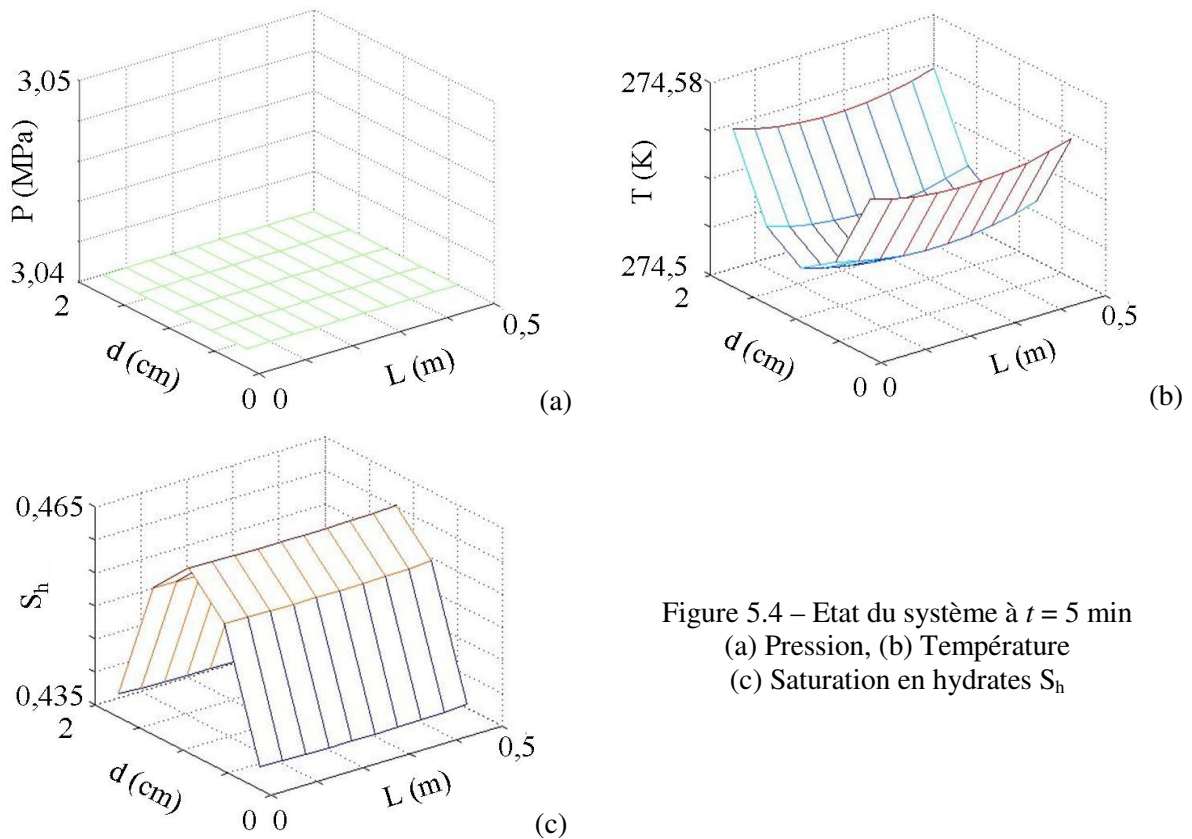 3,05
P (MPa)
3,04
2
d (cm)
0 0
L (m)
0,5
(a)
274,58
T (K)
274,5
2
d (cm)
0 0
L (m)
0,5
(b)
0,465
Sh
0,435
2
d (cm)
0 0
L (m)
0,5
(c)
Figure 5.4 – Etat du système à t = 5 min
(a) Pression, (b) Température
(c) Saturation en hydrates Sh